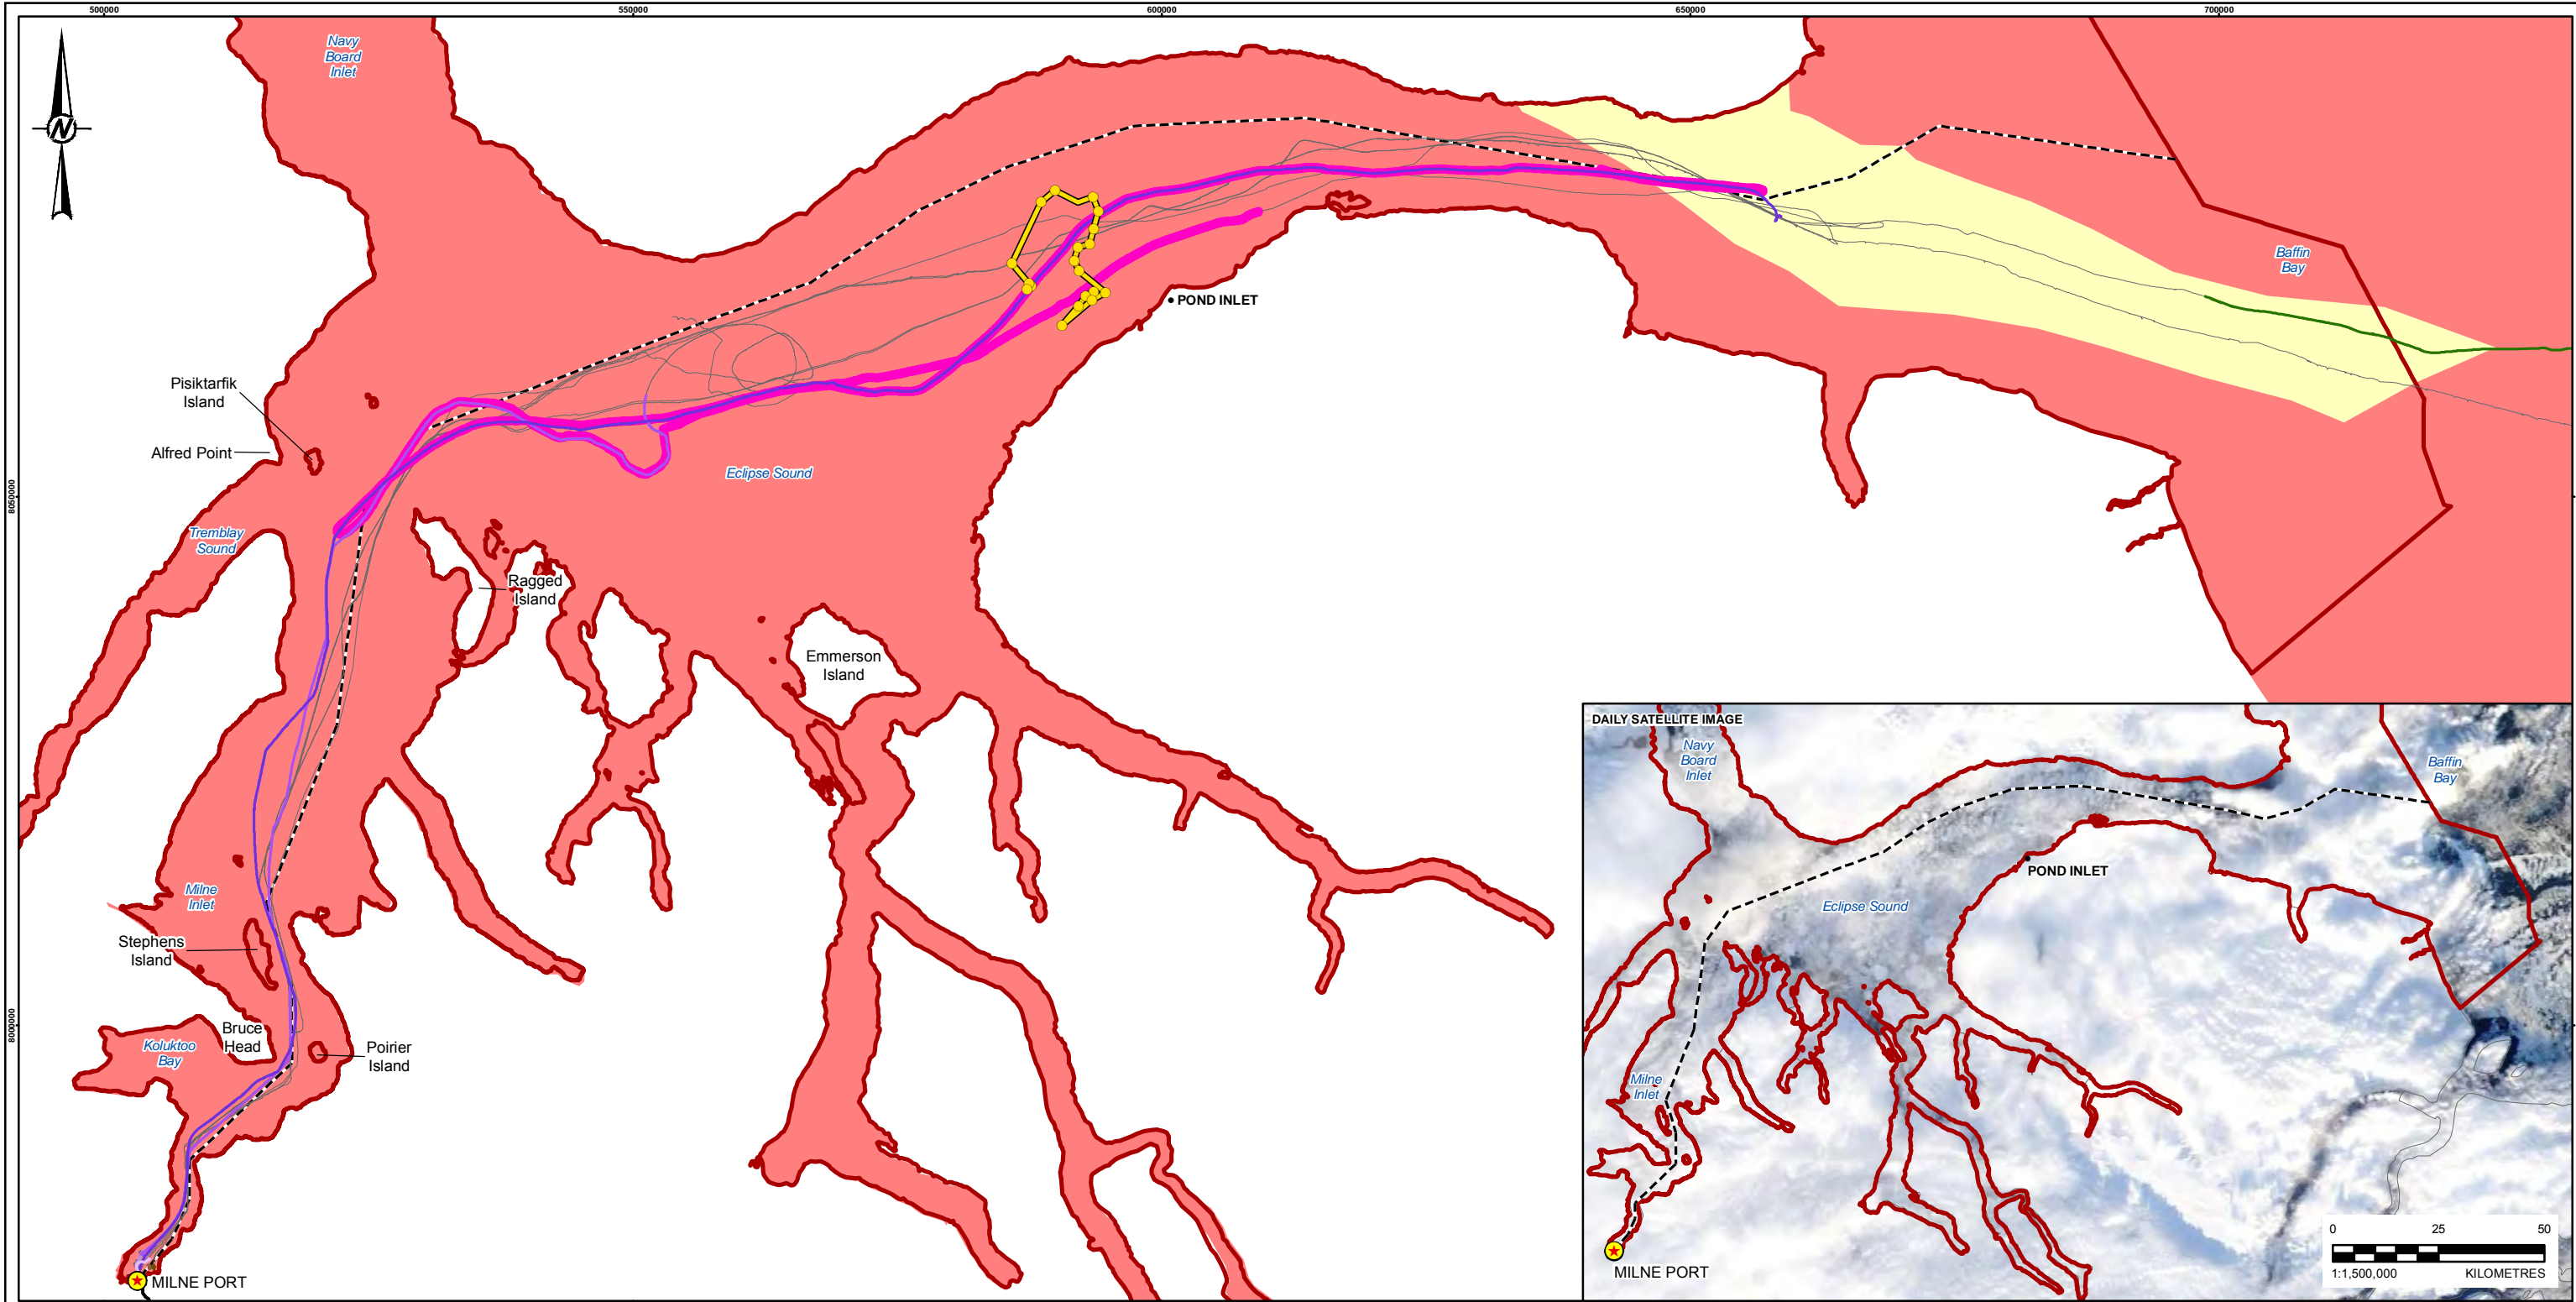 500000
550000
600000
650000
700000
Navy
Board
Inlet
N
Baffin
Bay
POND INLET
Pisiktarfik
Island
Alfred Point
Eclipse Sound
8050000
Tremblay
Sound
Ragged
Island
Emmerson
Island
Milne
Inlet
Stephens
Island
8000000
Bruce
Head
Koluktoo
Bay
Poirier
Island
MILNE PORT
DAILY SATELLITE IMAGE
Navy
Board
Inlet
Baffin
Bay
POND INLET
Eclipse Sound
Milne
Inlet
MILNE PORT
0 25 50
1:1,500,000 KILOMETRES